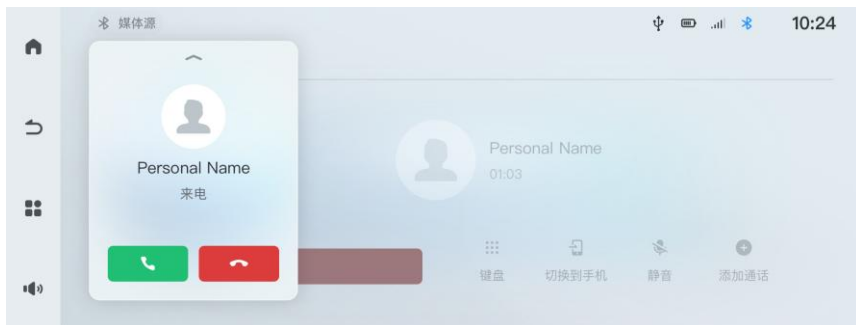 媒体源
10:24
Personal Name
来电
Personal Name
01:03
键盘
切换到手机
静音
添加通话